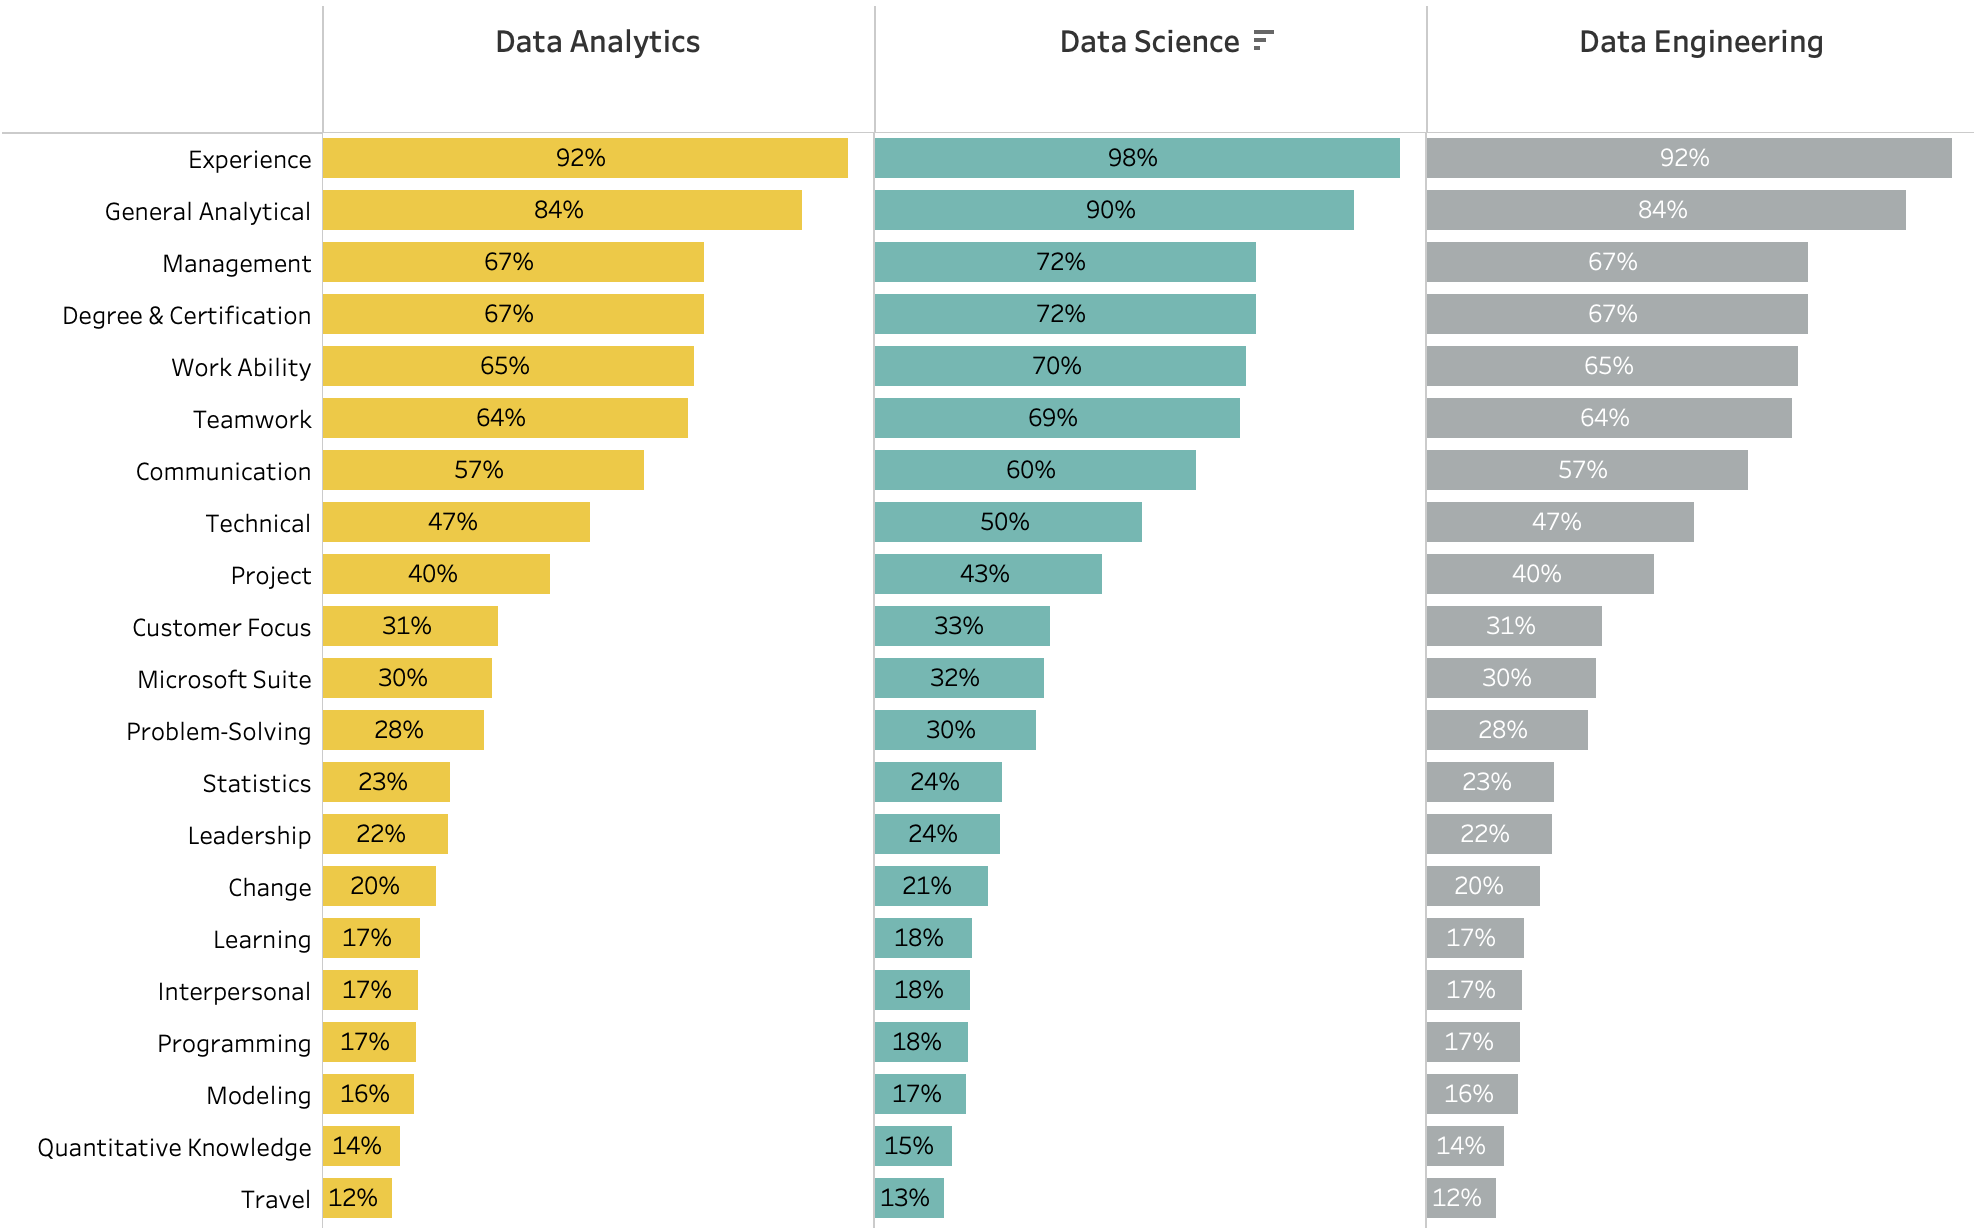 Data Analytics Data Science Data Engineering
Experience 92% 98% 92%
General Analytical 84% 90% 84%
Management 67% 72% 67%
Degree & Certification 67% 72% 67%
Work Ability 65% 70% 65%
Teamwork 64% 69% 64%
Communication 57% 60% 57%
Technical 47% 50% 47%
Project 40% 43% 40%
Customer Focus 31% 33% 31%
Microsoft Suite 30% 32% 30%
Problem-Solving 28% 30% 28%
Statistics 23% 24% 23%
Leadership 22% 24% 22%
Change 20% 21% 20%
Learning 17% 18% 17%
Interpersonal 17% 18% 17%
Programming 17% 18% 17%
Modeling 16% 17% 16%
Quantitative Knowledge 14% 15% 14%
Travel 12% 13% 12%